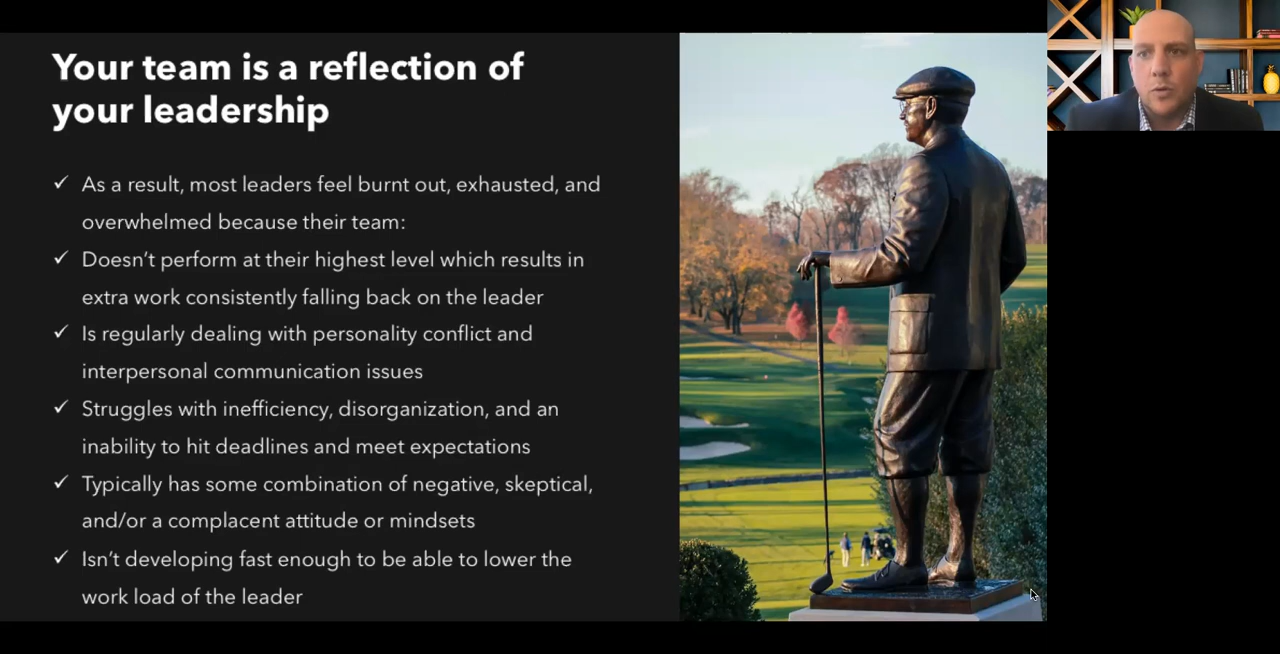 Your team is a reflection of
your leadership
✓ As a result, most leaders feel burnt out, exhausted, and
overwhelmed because their team:
✓ Doesn't perform at their highest level which results in
extra work consistently falling back on the leader
✓ Is regularly dealing with personality conflict and
interpersonal communication issues
✓ Struggles with inefficiency, disorganization, and an
inability to hit deadlines and meet expectations
✓ Typically has some combination of negative, skeptical,
and/or a complacent attitude or mindsets
✓ Isn't developing fast enough to be able to lower the
work load of the leader